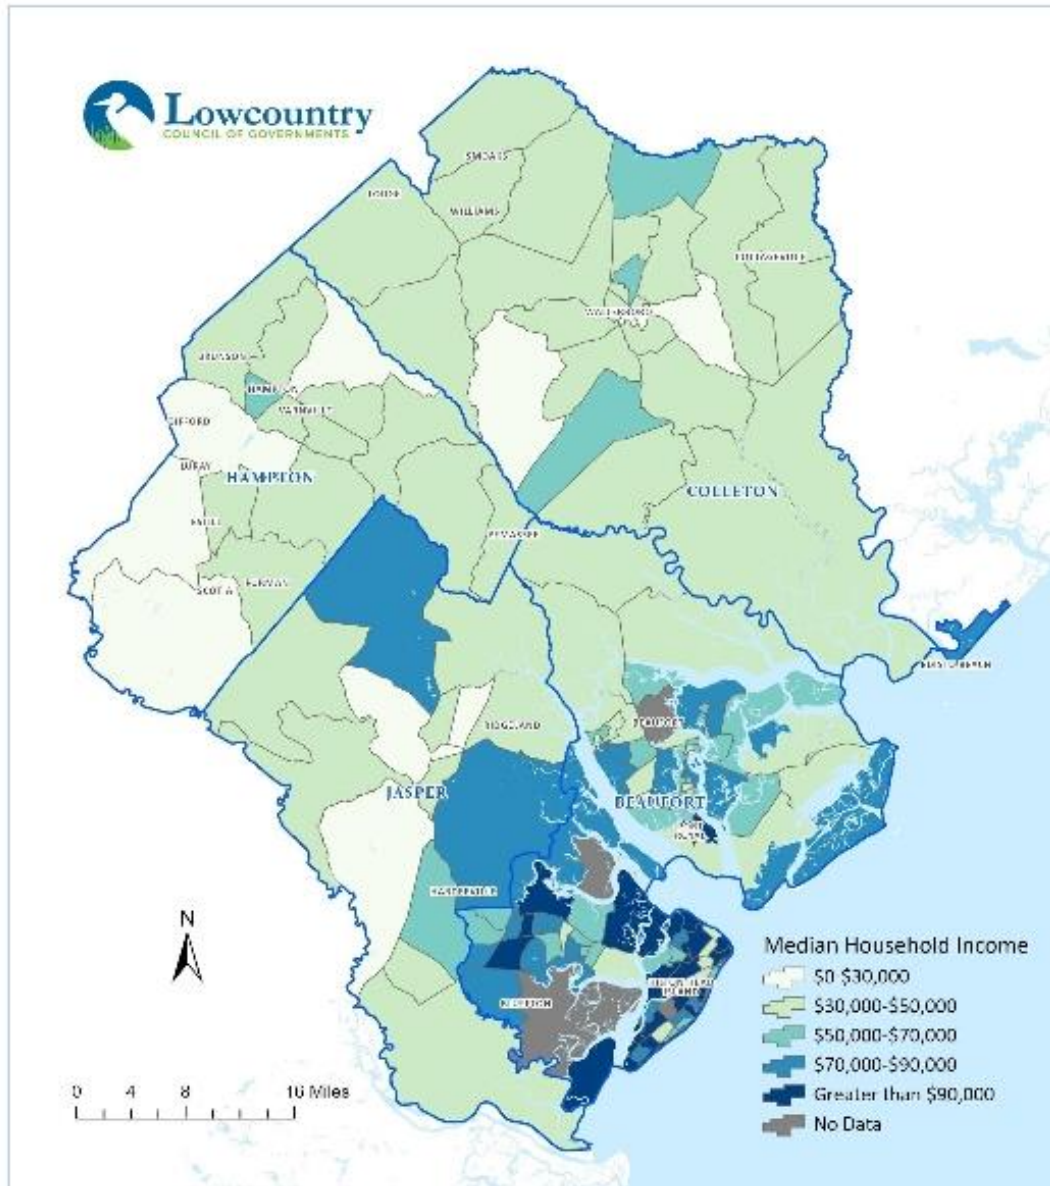 Lowcountry
COUNCIL OF GOVERNMENTS
SMOAKS
LODGE
WILLIAMS
COTTAGEVILLE
WALTERBORO
BRUNSON
HAMPTON
VARNVILLE
GIFFORD
LURAY
HAMPTON
COLLETON
ESTILL
YEMASSEE
SCOTIA
FURMAN
EDISTO BEACH
RIDGELAND
BEAUFORT
JASPER
BEAUFORT
PORT
ROYAL
HARDEEVILLE
N
HILTON HEAD
ISLAND
BLUFFTON
Median Household Income
$0 $30,000
$30,000-$50,000
$50,000-$70,000
$70,000-$90,000
Greater than $90,000
No Data
0 4 8 16 Miles